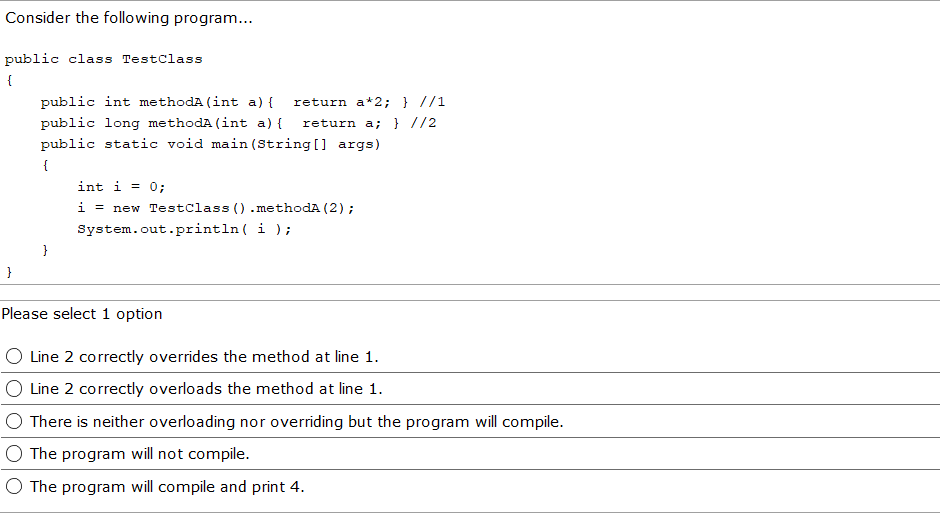 Consider the following program...
public class TestClass
{
public int methodA(int a){ return a*2; } //1
public long methodA(int a){ return a; } //2
public static void main(String[] args)
{
int i = 0;
i = new TestClass().methodA(2);
System.out.println( i );
}
}
Please select 1 option
Line 2 correctly overrides the method at line 1.
Line 2 correctly overloads the method at line 1.
There is neither overloading nor overriding but the program will compile.
The program will not compile.
The program will compile and print 4.